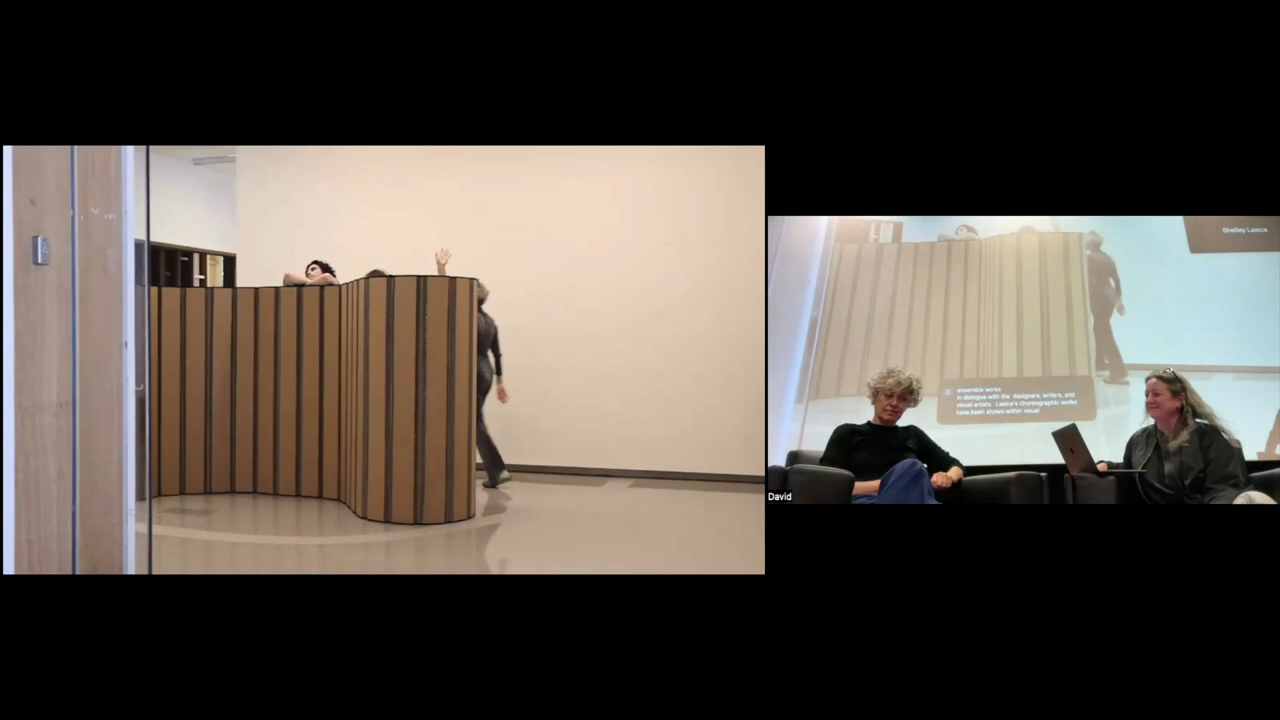 Shelley Lasica
ensemble works
in dialogue with the designers, writers, and
visual artists. Lasica's choreographic works
have been shown within visual
David